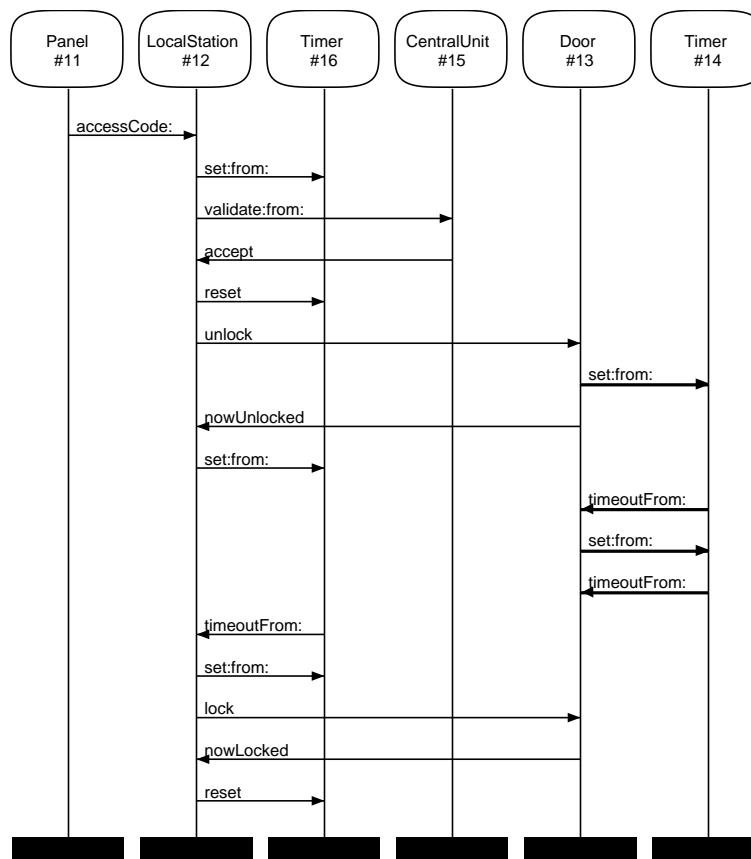 Panel
#11
LocalStation
#12
Timer
#16
CentralUnit
#15
Door
#13
Timer
#14
accessCode:
set:from:
validate:from:
accept
reset
unlock
set:from:
nowUnlocked
set:from:
timeoutFrom:
set:from:
timeoutFrom:
timeoutFrom:
set:from:
lock
nowLocked
reset